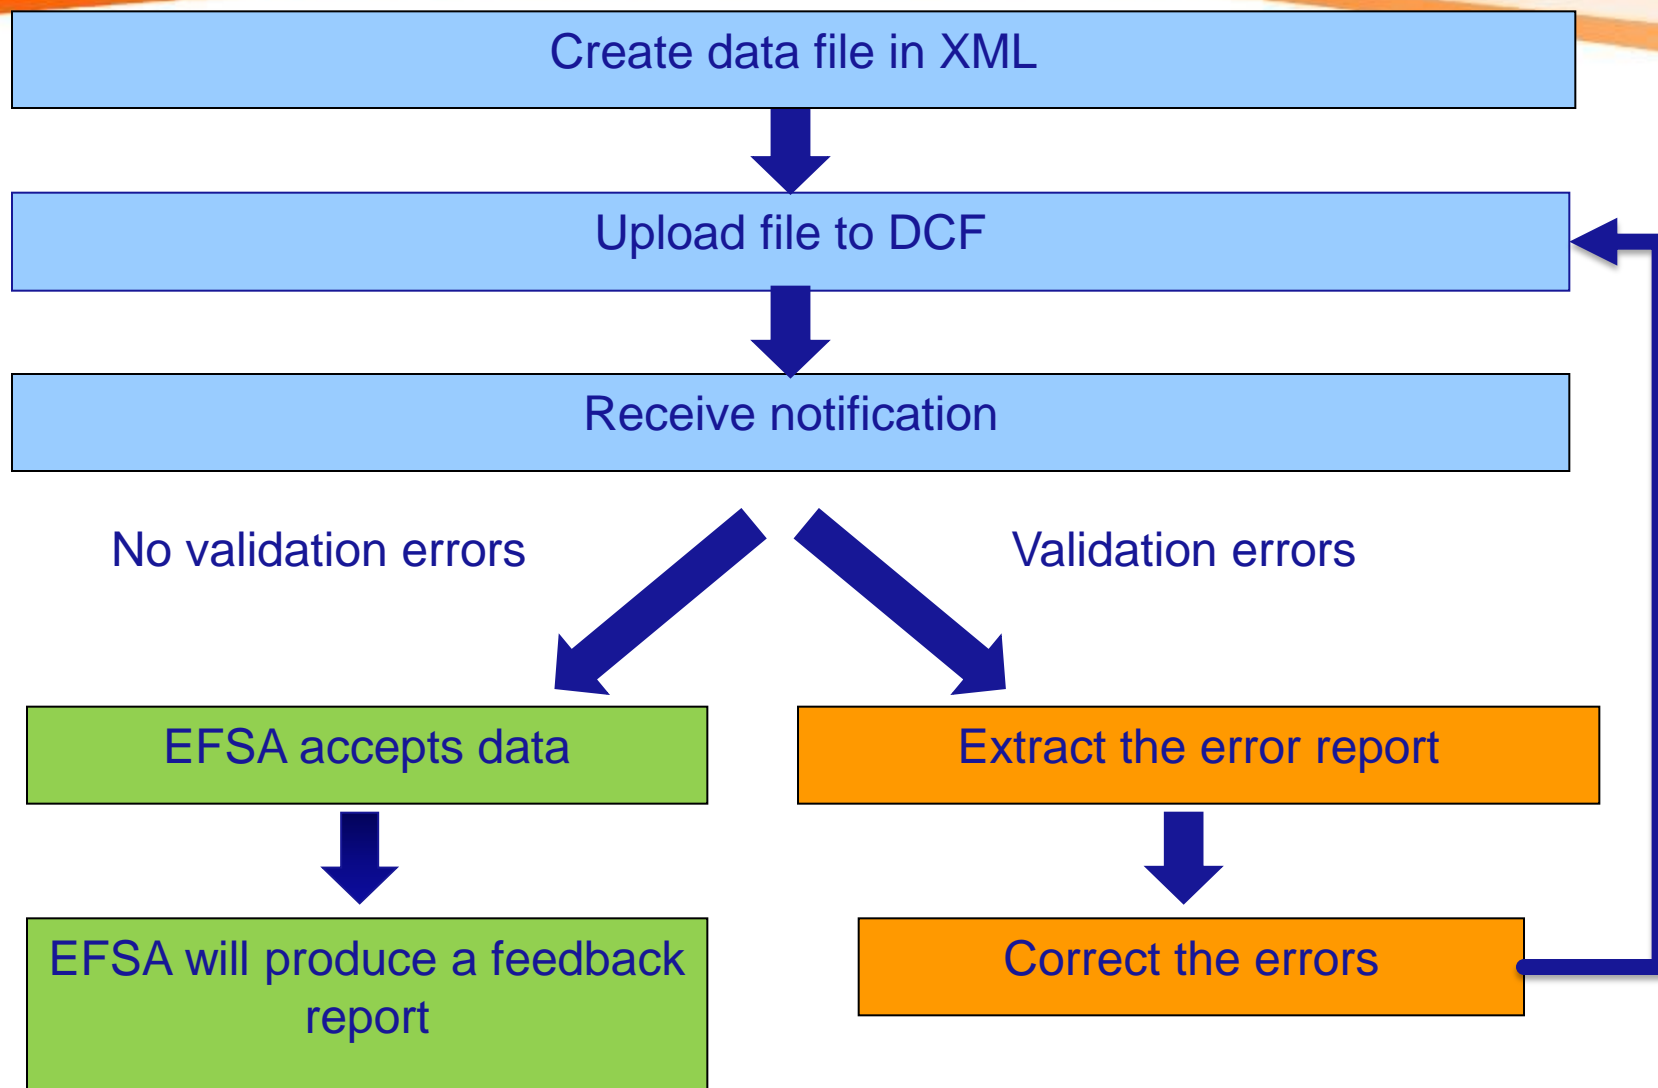 Create data file in XML
Upload file to DCF
Receive notification
No validation errors
Validation errors
EFSA accepts data
Extract the error report
EFSA will produce a feedback
report
Correct the errors